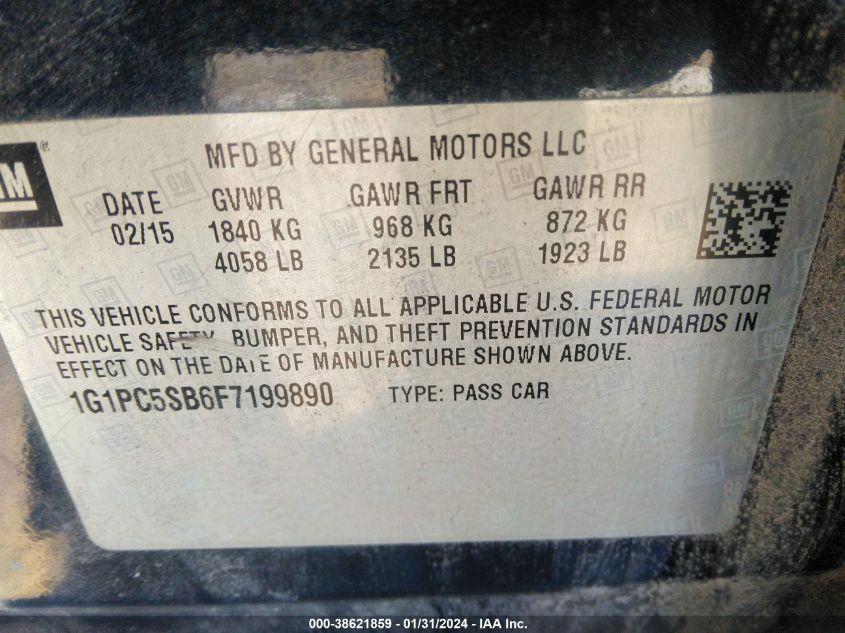 GM ®
MFD BY GENERAL MOTORS LLC
DATE GVWR GAWR FRT GAWR RR
02/15 1840 KG 968 KG 872 KG
4058 LB 2135 LB 1923 LB
THIS VEHICLE CONFORMS TO ALL APPLICABLE U.S. FEDERAL MOTOR
VEHICLE SAFETY, BUMPER, AND THEFT PREVENTION STANDARDS IN
EFFECT ON THE DATE OF MANUFACTURE SHOWN ABOVE.
1G1PC5SB6F7199890 TYPE: PASS CAR
000-38621859 - 01/31/2024 - IAA Inc.